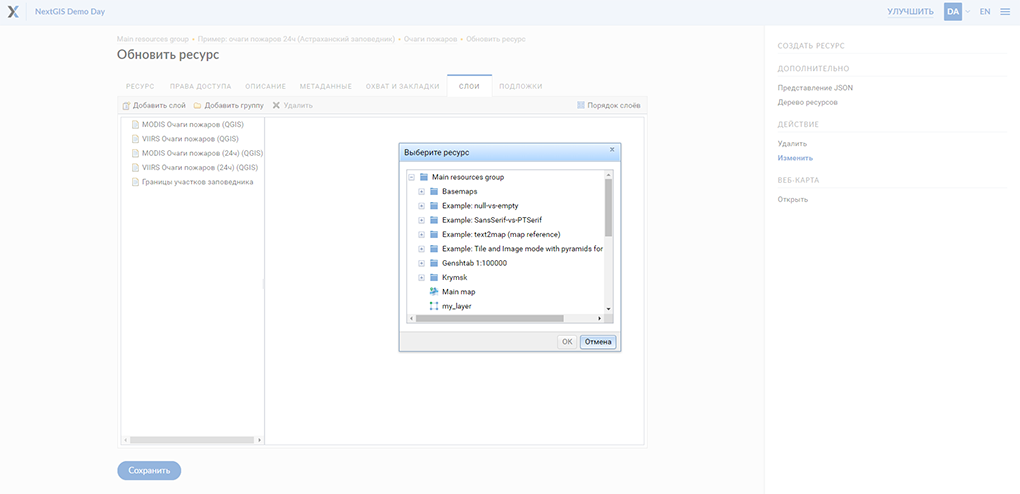 NextGIS Demo Day
УЛУЧШИТЬ
DA
EN
Main resources group • Пример: очаги пожаров 24ч (Астраханский заповедник) • Очаги пожаров • Обновить ресурс
Обновить ресурс
РЕСУРС ПРАВА ДОСТУПА ОПИСАНИЕ МЕТАДАННЫЕ ОХВАТ И ЗАКЛАДКИ СЛОИ ПОДЛОЖКИ
Добавить слой Добавить группу Удалить Порядок слоёв
MODIS Очаги пожаров (QGIS)
VIIRS Очаги пожаров (QGIS)
MODIS Очаги пожаров (24ч) (QGIS)
VIIRS Очаги пожаров (24ч) (QGIS)
Границы участков заповедника
Выберите ресурс
Main resources group
Basemaps
Example: null-vs-empty
Example: SansSerif-vs-PTSerif
Example: text2map (map reference)
Example: Tile and Image mode with pyramids for
Genshtab 1:100000
Krymsk
Main map
my_layer
OK Отмена
Сохранить
СОЗДАТЬ РЕСУРС
ДОПОЛНИТЕЛЬНО
Представление JSON
Дерево ресурсов
ДЕЙСТВИЕ
Удалить
Изменить
ВЕБ-КАРТА
Открыть